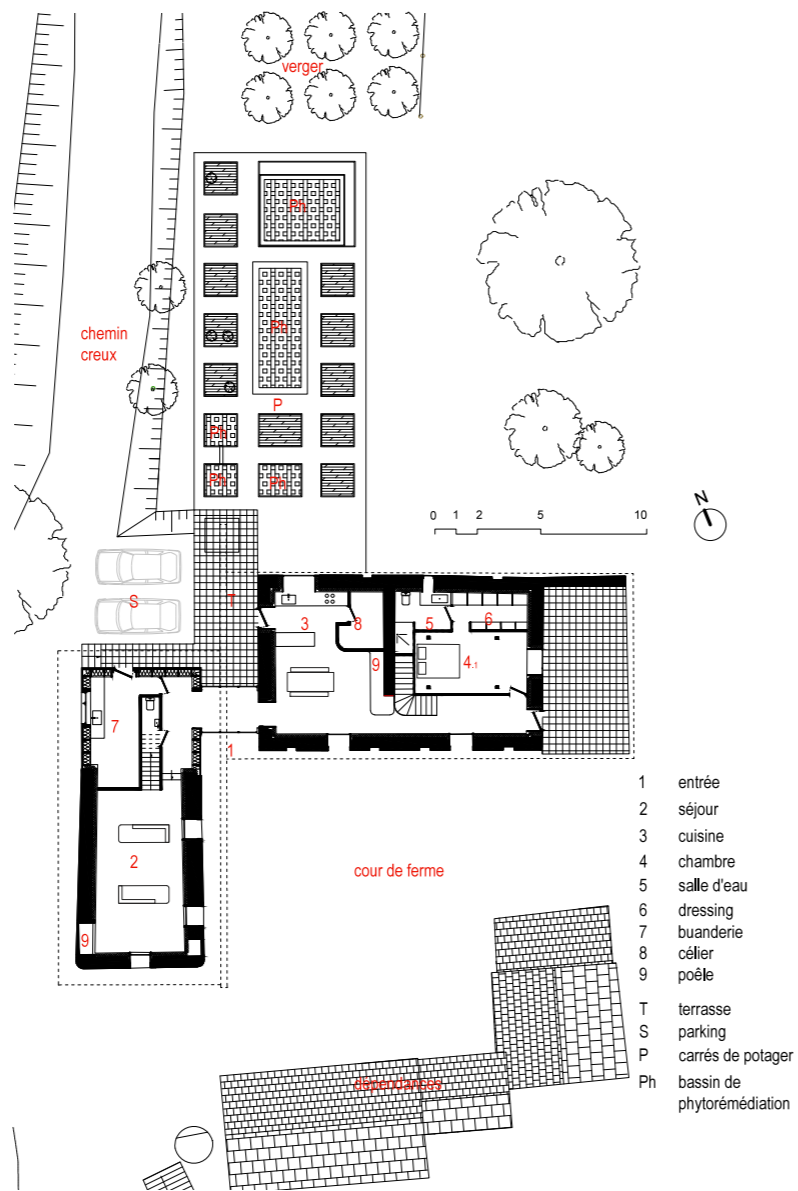 verger
Ph
chemin
creux
Ph
P
Ph
Ph
Ph
N
0 1 2 5 10
S
T
3
8
5
6
9
4.1
7
1
2
9
cour de ferme
dépendances
1 entrée
2 séjour
3 cuisine
4 chambre
5 salle d'eau
6 dressing
7 buanderie
8 célier
9 poêle
T terrasse
S parking
P carrés de potager
Ph bassin de
phytorémédiation